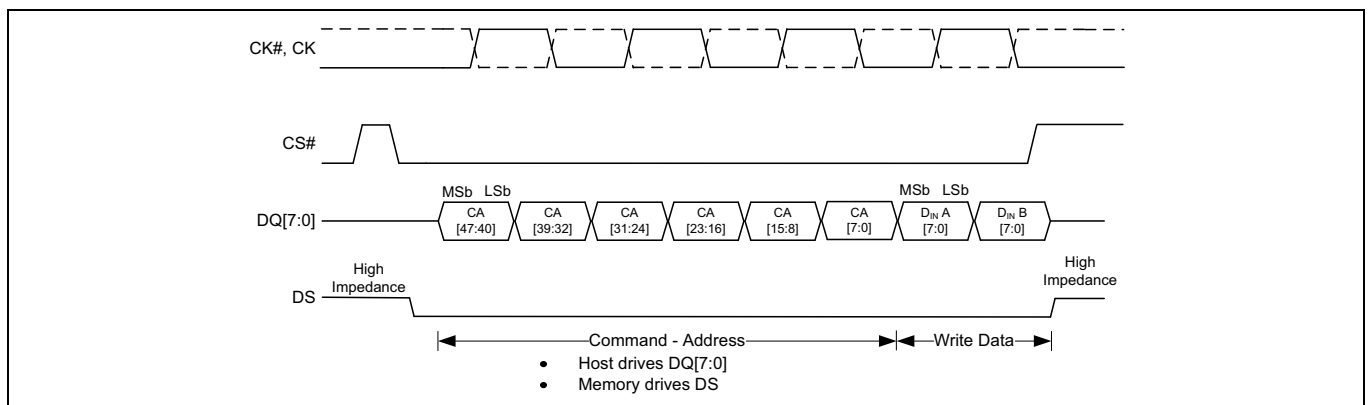 CK#, CK
CS#
MSb LSb
MSb LSb
DQ[7:0]
CA CA CA CA CA CA D_IN A D_IN B
[47:40] [39:32] [31:24] [23:16] [15:8] [7:0] [7:0] [7:0]
High
Impedance
High
Impedance
DS
Command - Address
Write Data
• Host drives DQ[7:0]
• Memory drives DS